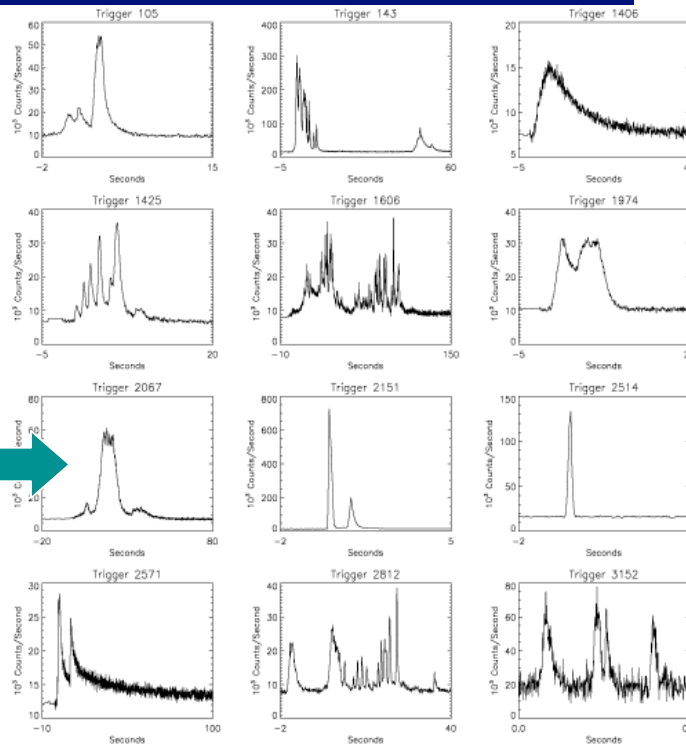 Trigger 105
60
50
40
30
20
10
0
10³ Counts/Second
-2
15
Seconds
Trigger 143
400
300
200
100
0
10³ Counts/Second
-5
60
Seconds
Trigger 1406
20
15
10
5
10³ Counts/Second
-5
Seconds
Trigger 1425
40
30
20
10
0
10³ Counts/Second
-5
20
Seconds
Trigger 1606
40
30
20
10
0
10³ Counts/Second
-10
150
Seconds
Trigger 1974
40
30
20
10
0
10³ Counts/Second
-5
Seconds
Trigger 2067
80
60
20
0
-20
80
Seconds
Trigger 2151
800
600
400
200
0
10³ Counts/Second
-2
5
Seconds
Trigger 2514
150
100
50
0
10³ Counts/Second
-2
Seconds
Trigger 2571
30
25
20
15
10
10³ Counts/Second
-10
100
Seconds
Trigger 2812
40
30
20
10
0
10³ Counts/Second
-2
40
Seconds
Trigger 3152
80
60
40
20
0
10³ Counts/Second
0.0
Seconds